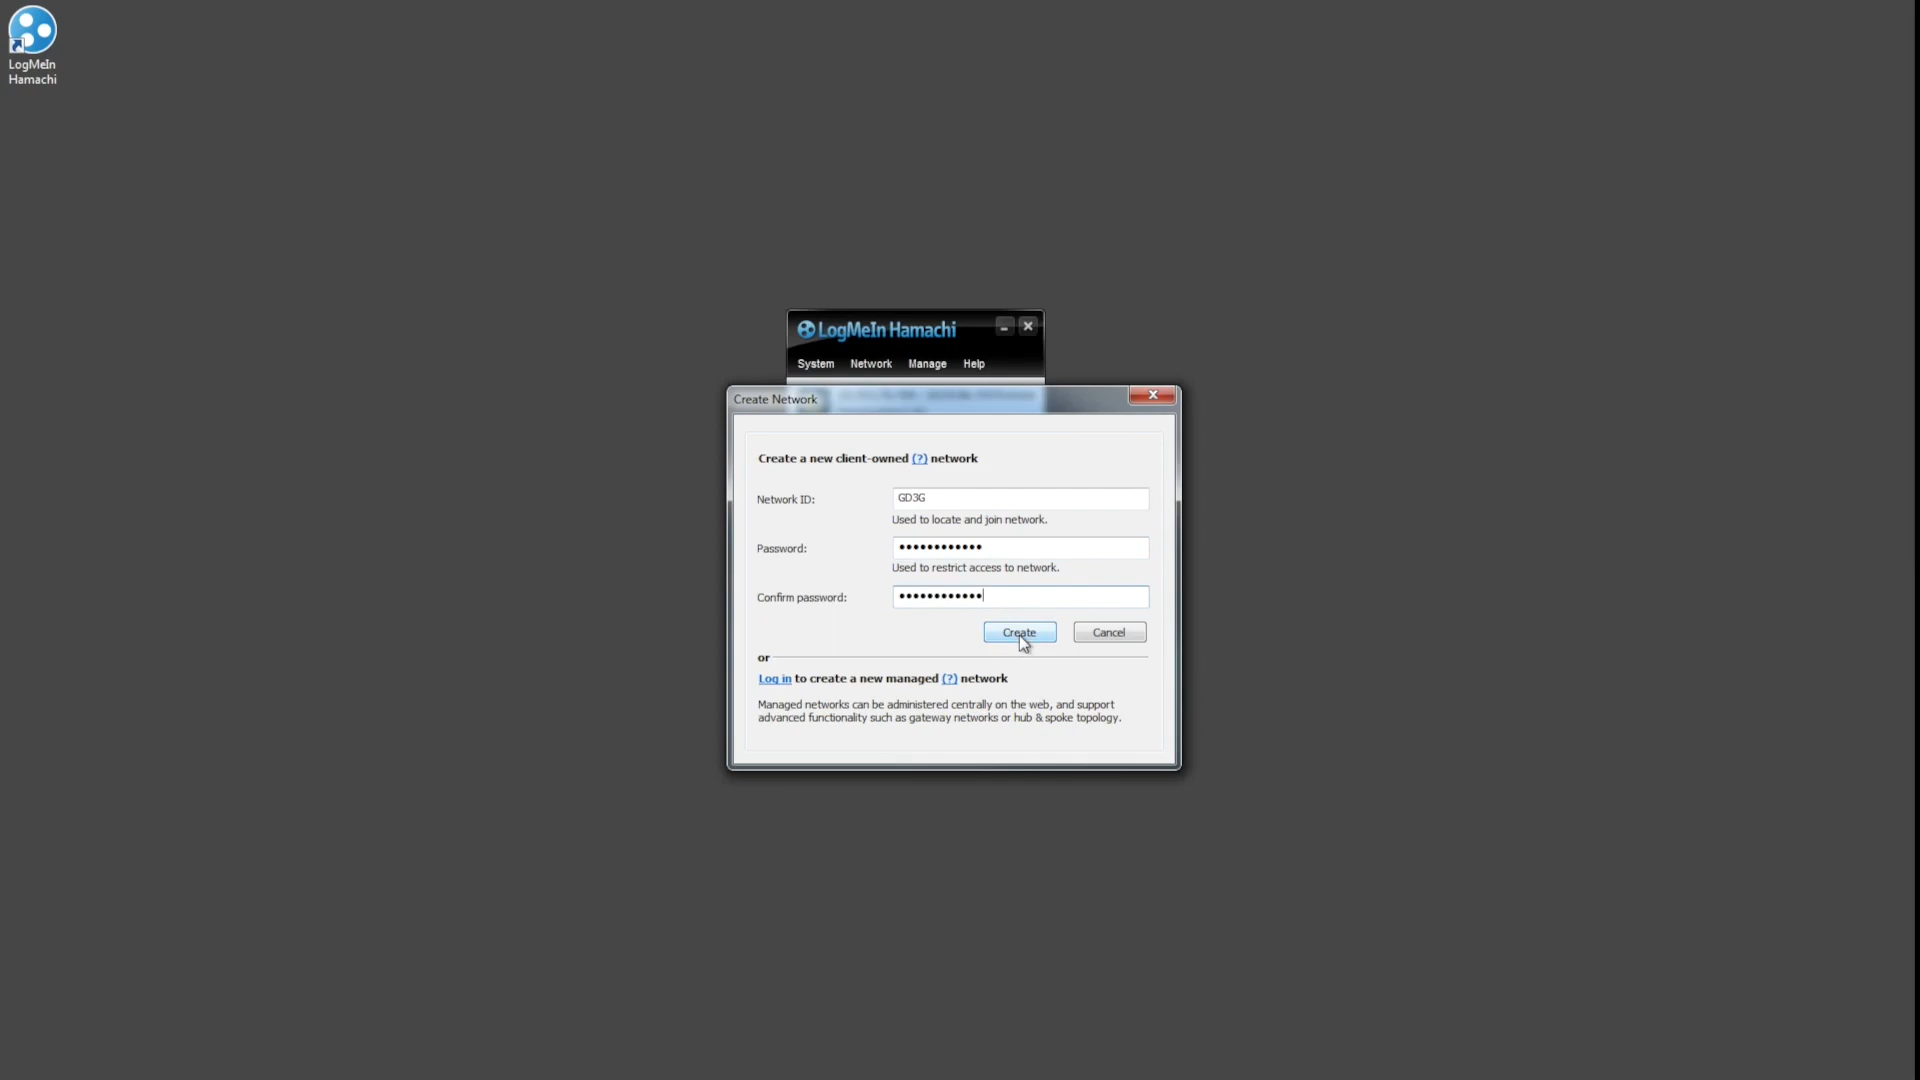 LogMeIn
Hamachi
LogMeIn Hamachi
System Network Manage Help
Create Network
Create a new client-owned (?) network
Network ID: GD3G
Used to locate and join network.
Password: ••••••••••••
Used to restrict access to network.
Confirm password: ••••••••••••
Create Cancel
or
Log in to create a new managed (?) network
Managed networks can be administered centrally on the web, and support
advanced functionality such as gateway networks or hub & spoke topology.